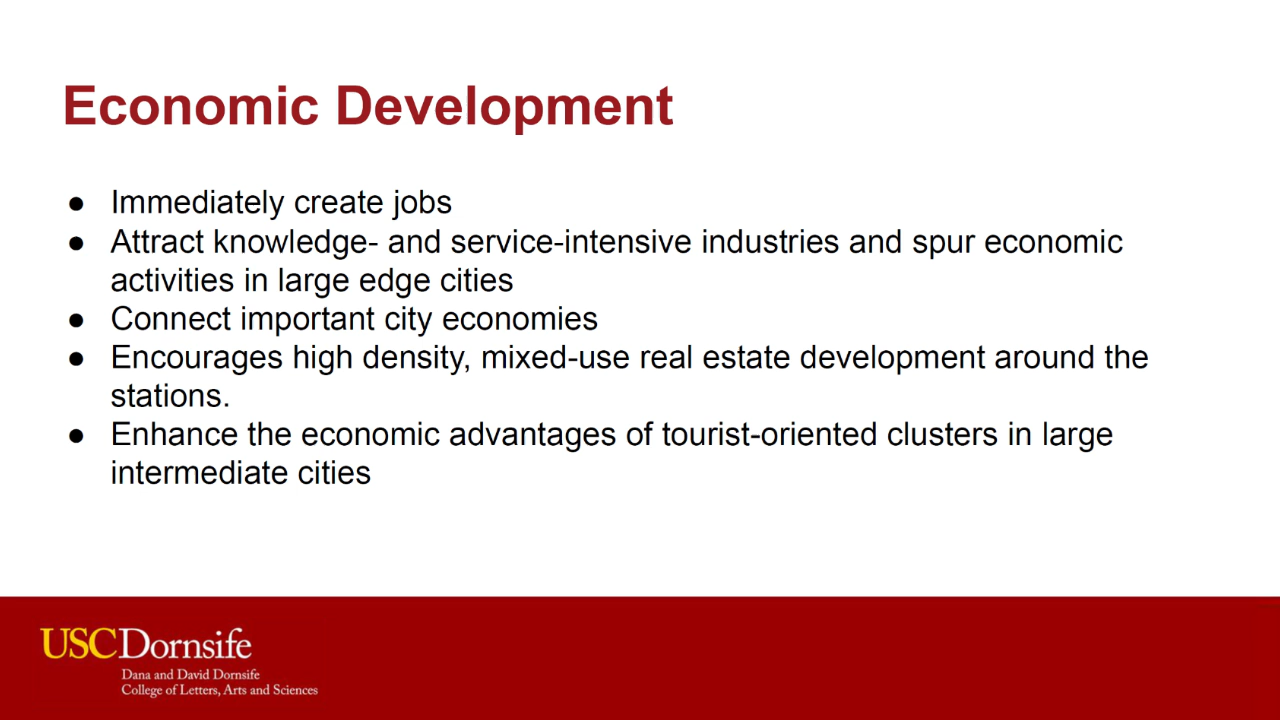 Economic Development
● Immediately create jobs
● Attract knowledge- and service-intensive industries and spur economic
activities in large edge cities
● Connect important city economies
● Encourages high density, mixed-use real estate development around the
stations.
● Enhance the economic advantages of tourist-oriented clusters in large
intermediate cities
USCDornsife
Dana and David Dornsife
College of Letters, Arts and Sciences